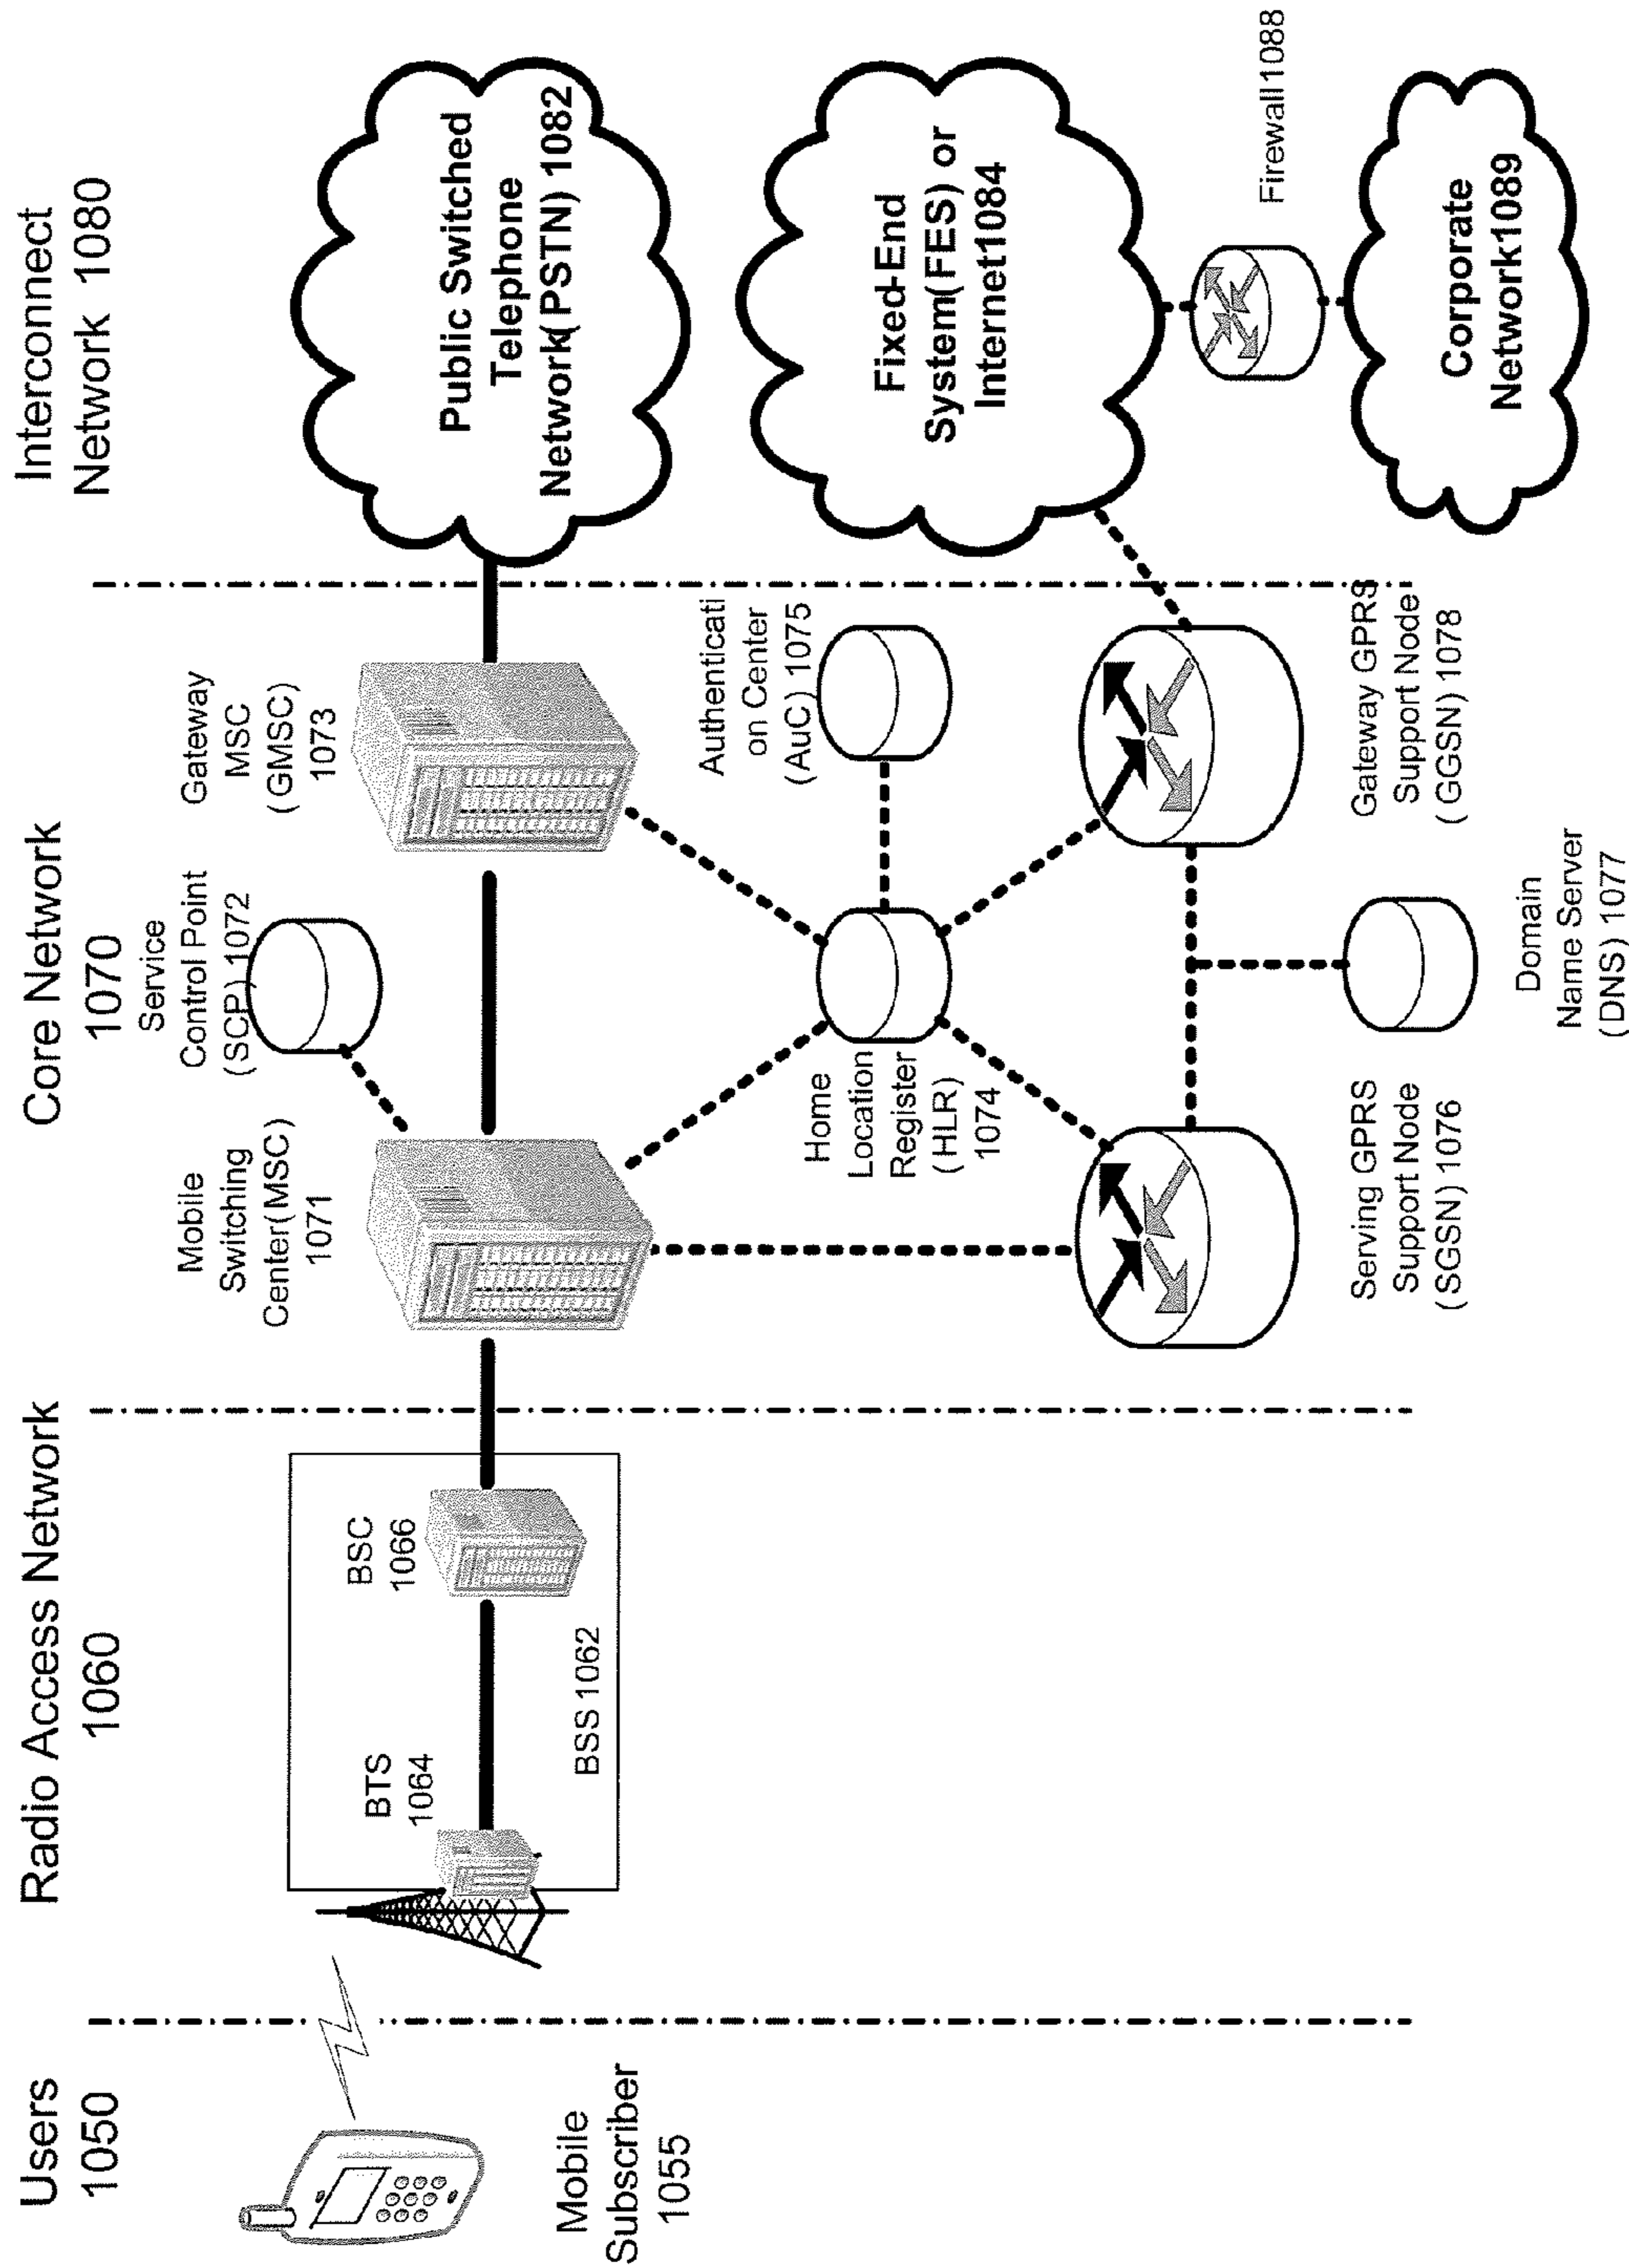 Users
1050
Radio Access Network
1060
Core Network
1070
Interconnect
Network 1080
Mobile
Subscriber
1055
BTS
1064
BSC
1066
BSS 1062
Mobile
Switching
Center(MSC)
1071
Service
Control Point
(SCP) 1072
Gateway
MSC
(GMSC)
1073
Home
Location
Register
(HLR)
1074
Authenticati
on Center
(AuC) 1075
Serving GPRS
Support Node
(SGSN) 1076
Domain
Name Server
(DNS) 1077
Gateway GPRS
Support Node
(GGSN) 1078
Public Switched
Telephone
Network(PSTN) 1082
Fixed-End
System(FES) or
Internet1084
Firewall1088
Corporate
Network1089